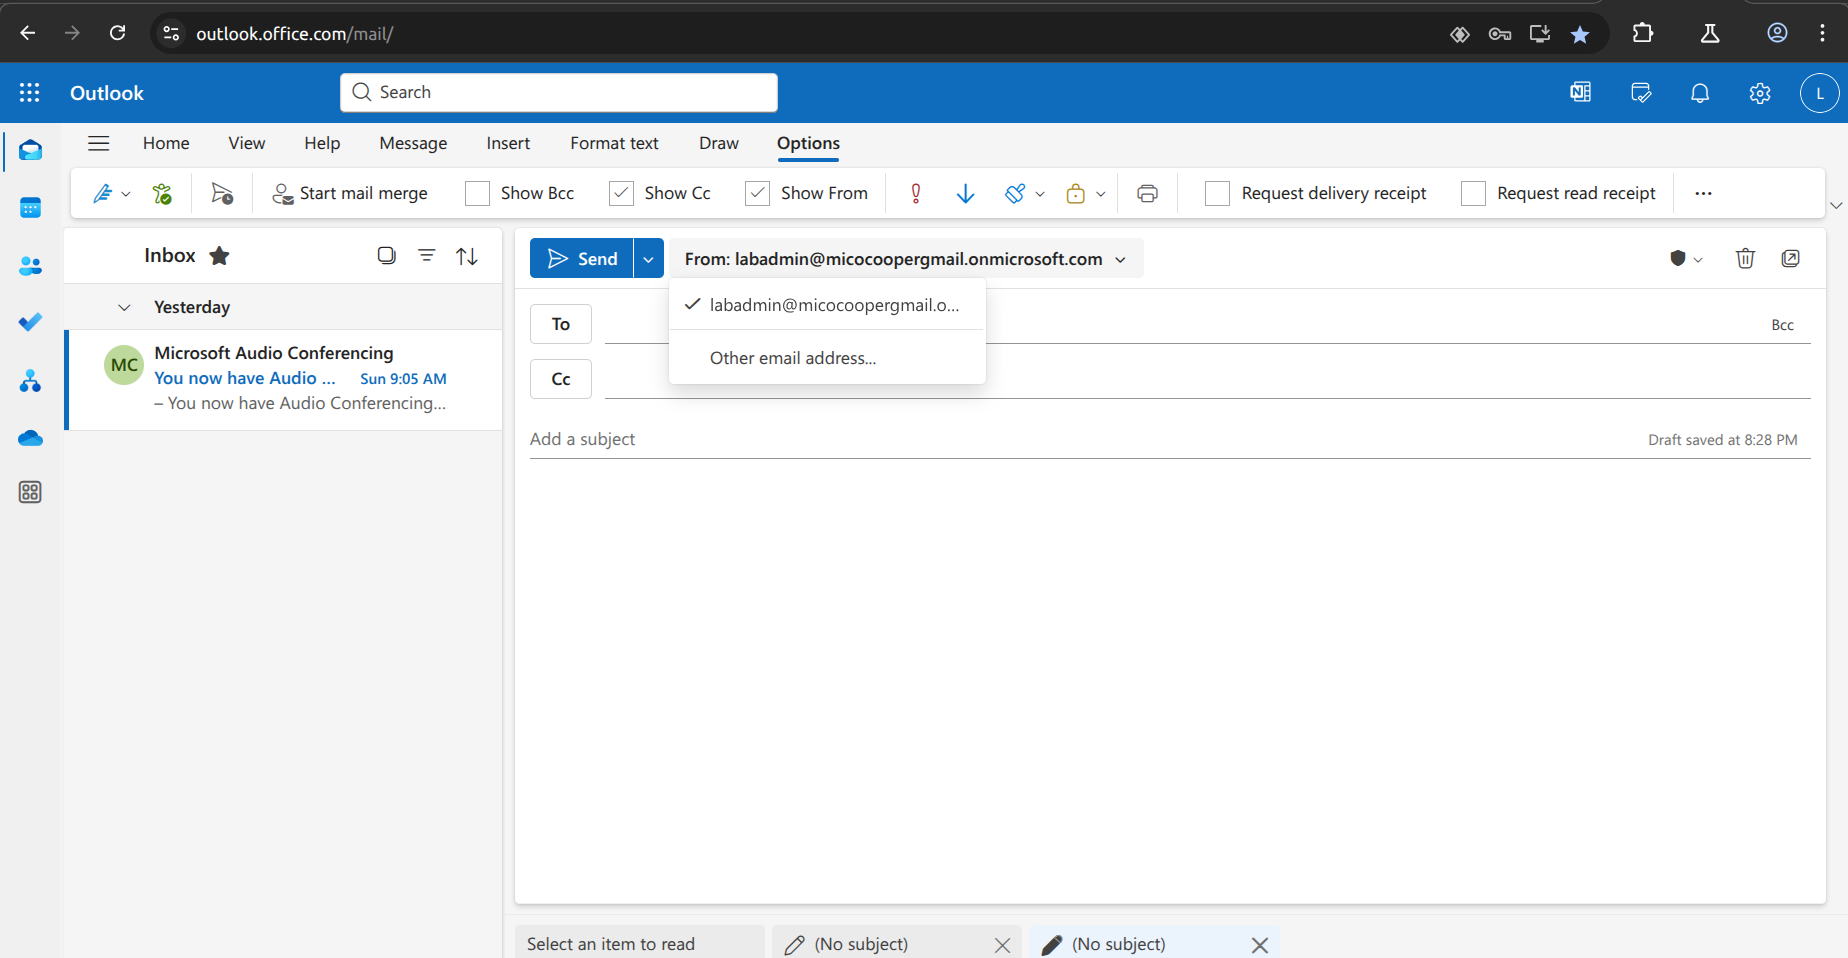 outlook.office.com/mail/
Outlook
Search
L
Home View Help Message Insert Format text Draw Options
Start mail merge Show Bcc Show Cc Show From Request delivery receipt Request read receipt
Inbox
Yesterday
MC
Microsoft Audio Conferencing
You now have Audio ... Sun 9:05 AM
– You now have Audio Conferencing...
Send From: labadmin@micocoopergmail.onmicrosoft.com
labadmin@micocoopergmail.o...
Other email address...
To Bcc
Cc
Add a subject Draft saved at 8:28 PM
Select an item to read (No subject) (No subject)